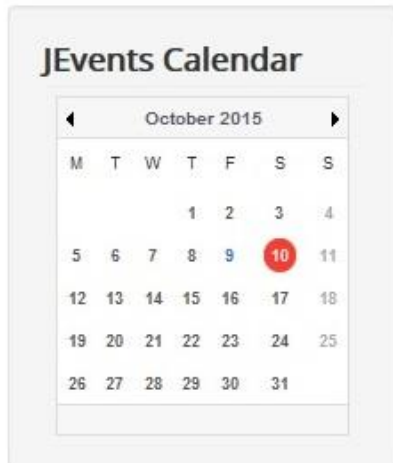 JEvents Calendar
October 2015
M T W T F S S
1 2 3 4
5 6 7 8 9 10 11
12 13 14 15 16 17 18
19 20 21 22 23 24 25
26 27 28 29 30 31